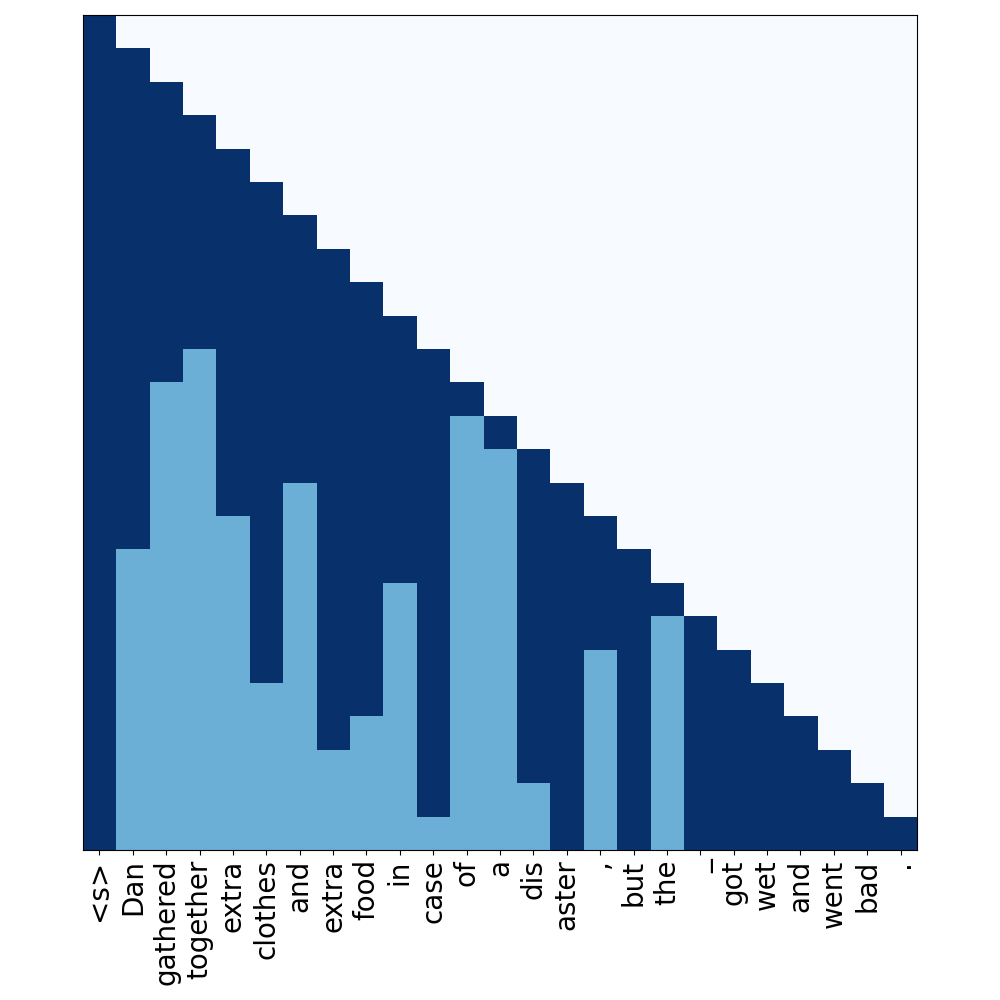 <s>
Dan
gathered
together
extra
clothes
and
extra
food
in
case
of
a
dis
aster
,
but
the
_
got
wet
and
went
bad
.